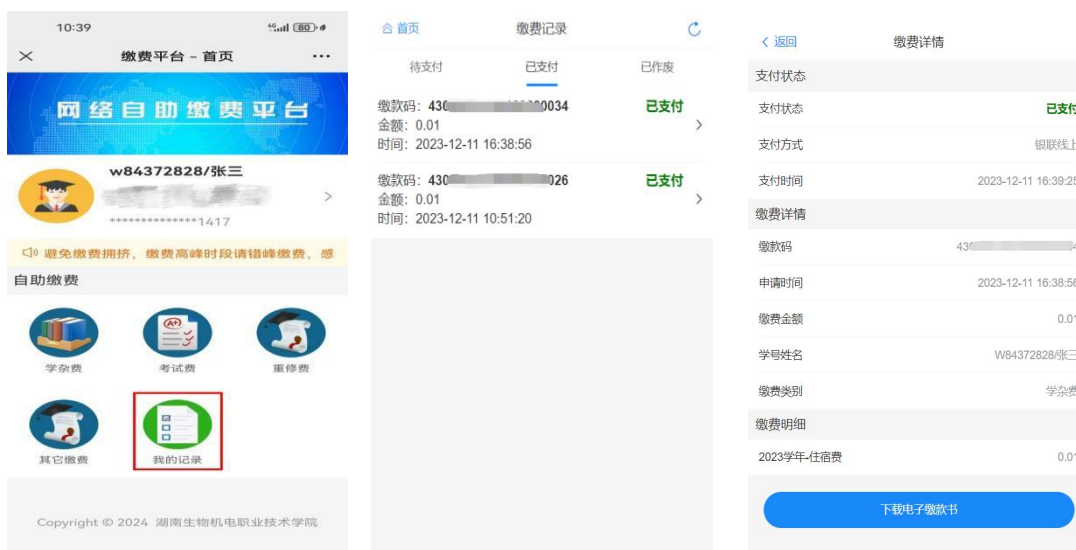 10:39
80
缴费平台 - 首页
网络自助缴费平台
w84372828/张三
**************1417
避免缴费拥挤，缴费高峰时段请错峰缴费，感
自助缴费
学杂费
考试费
重修费
其它缴费
我的记录
Copyright © 2024 湖南生物机电职业技术学院
首页
缴费记录
待支付
已支付
已作废
缴款码：430 0034
已支付
金额：0.01
时间：2023-12-11 16:38:56
缴款码：430 026
已支付
金额：0.01
时间：2023-12-11 10:51:20
返回
缴费详情
支付状态
支付状态 已支付
支付方式 银联线上
支付时间 2023-12-11 16:39:25
缴费详情
缴款码 430
申请时间 2023-12-11 16:38:56
缴费金额 0.01
学号姓名 W84372828/张三
缴费类别 学杂费
缴费明细
2023学年-住宿费 0.01
下载电子缴款书